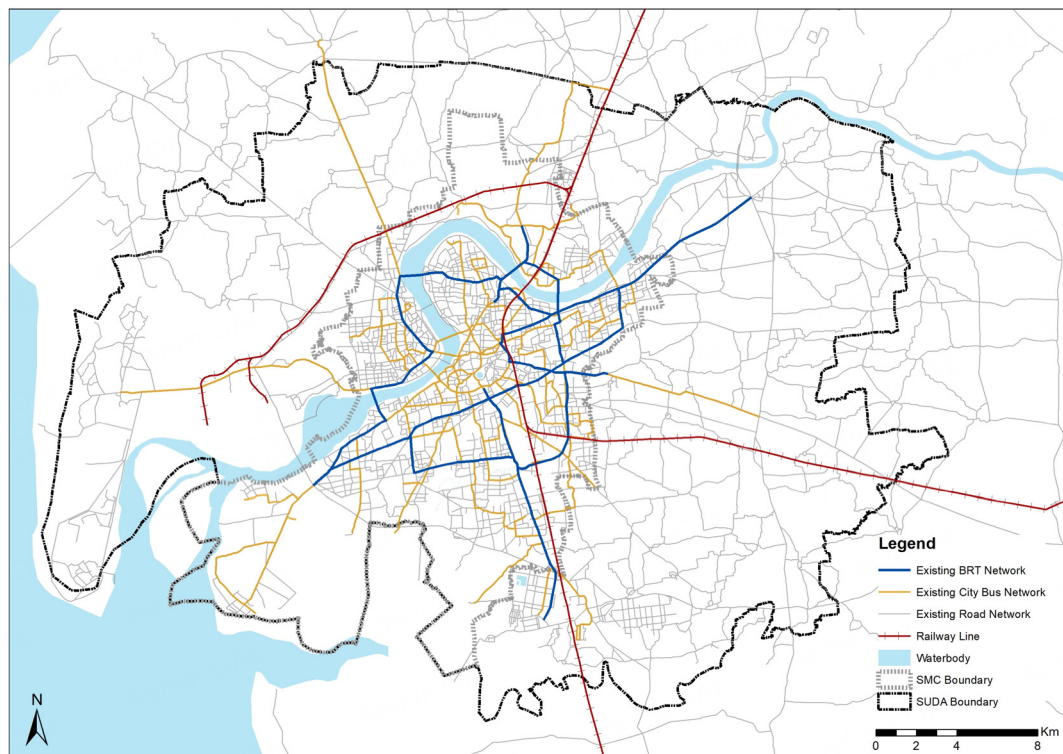 Legend
Existing BRT Network
Existing City Bus Network
Existing Road Network
Railway Line
Waterbody
SMC Boundary
SUDA Boundary
N
Km
0 2 4 8